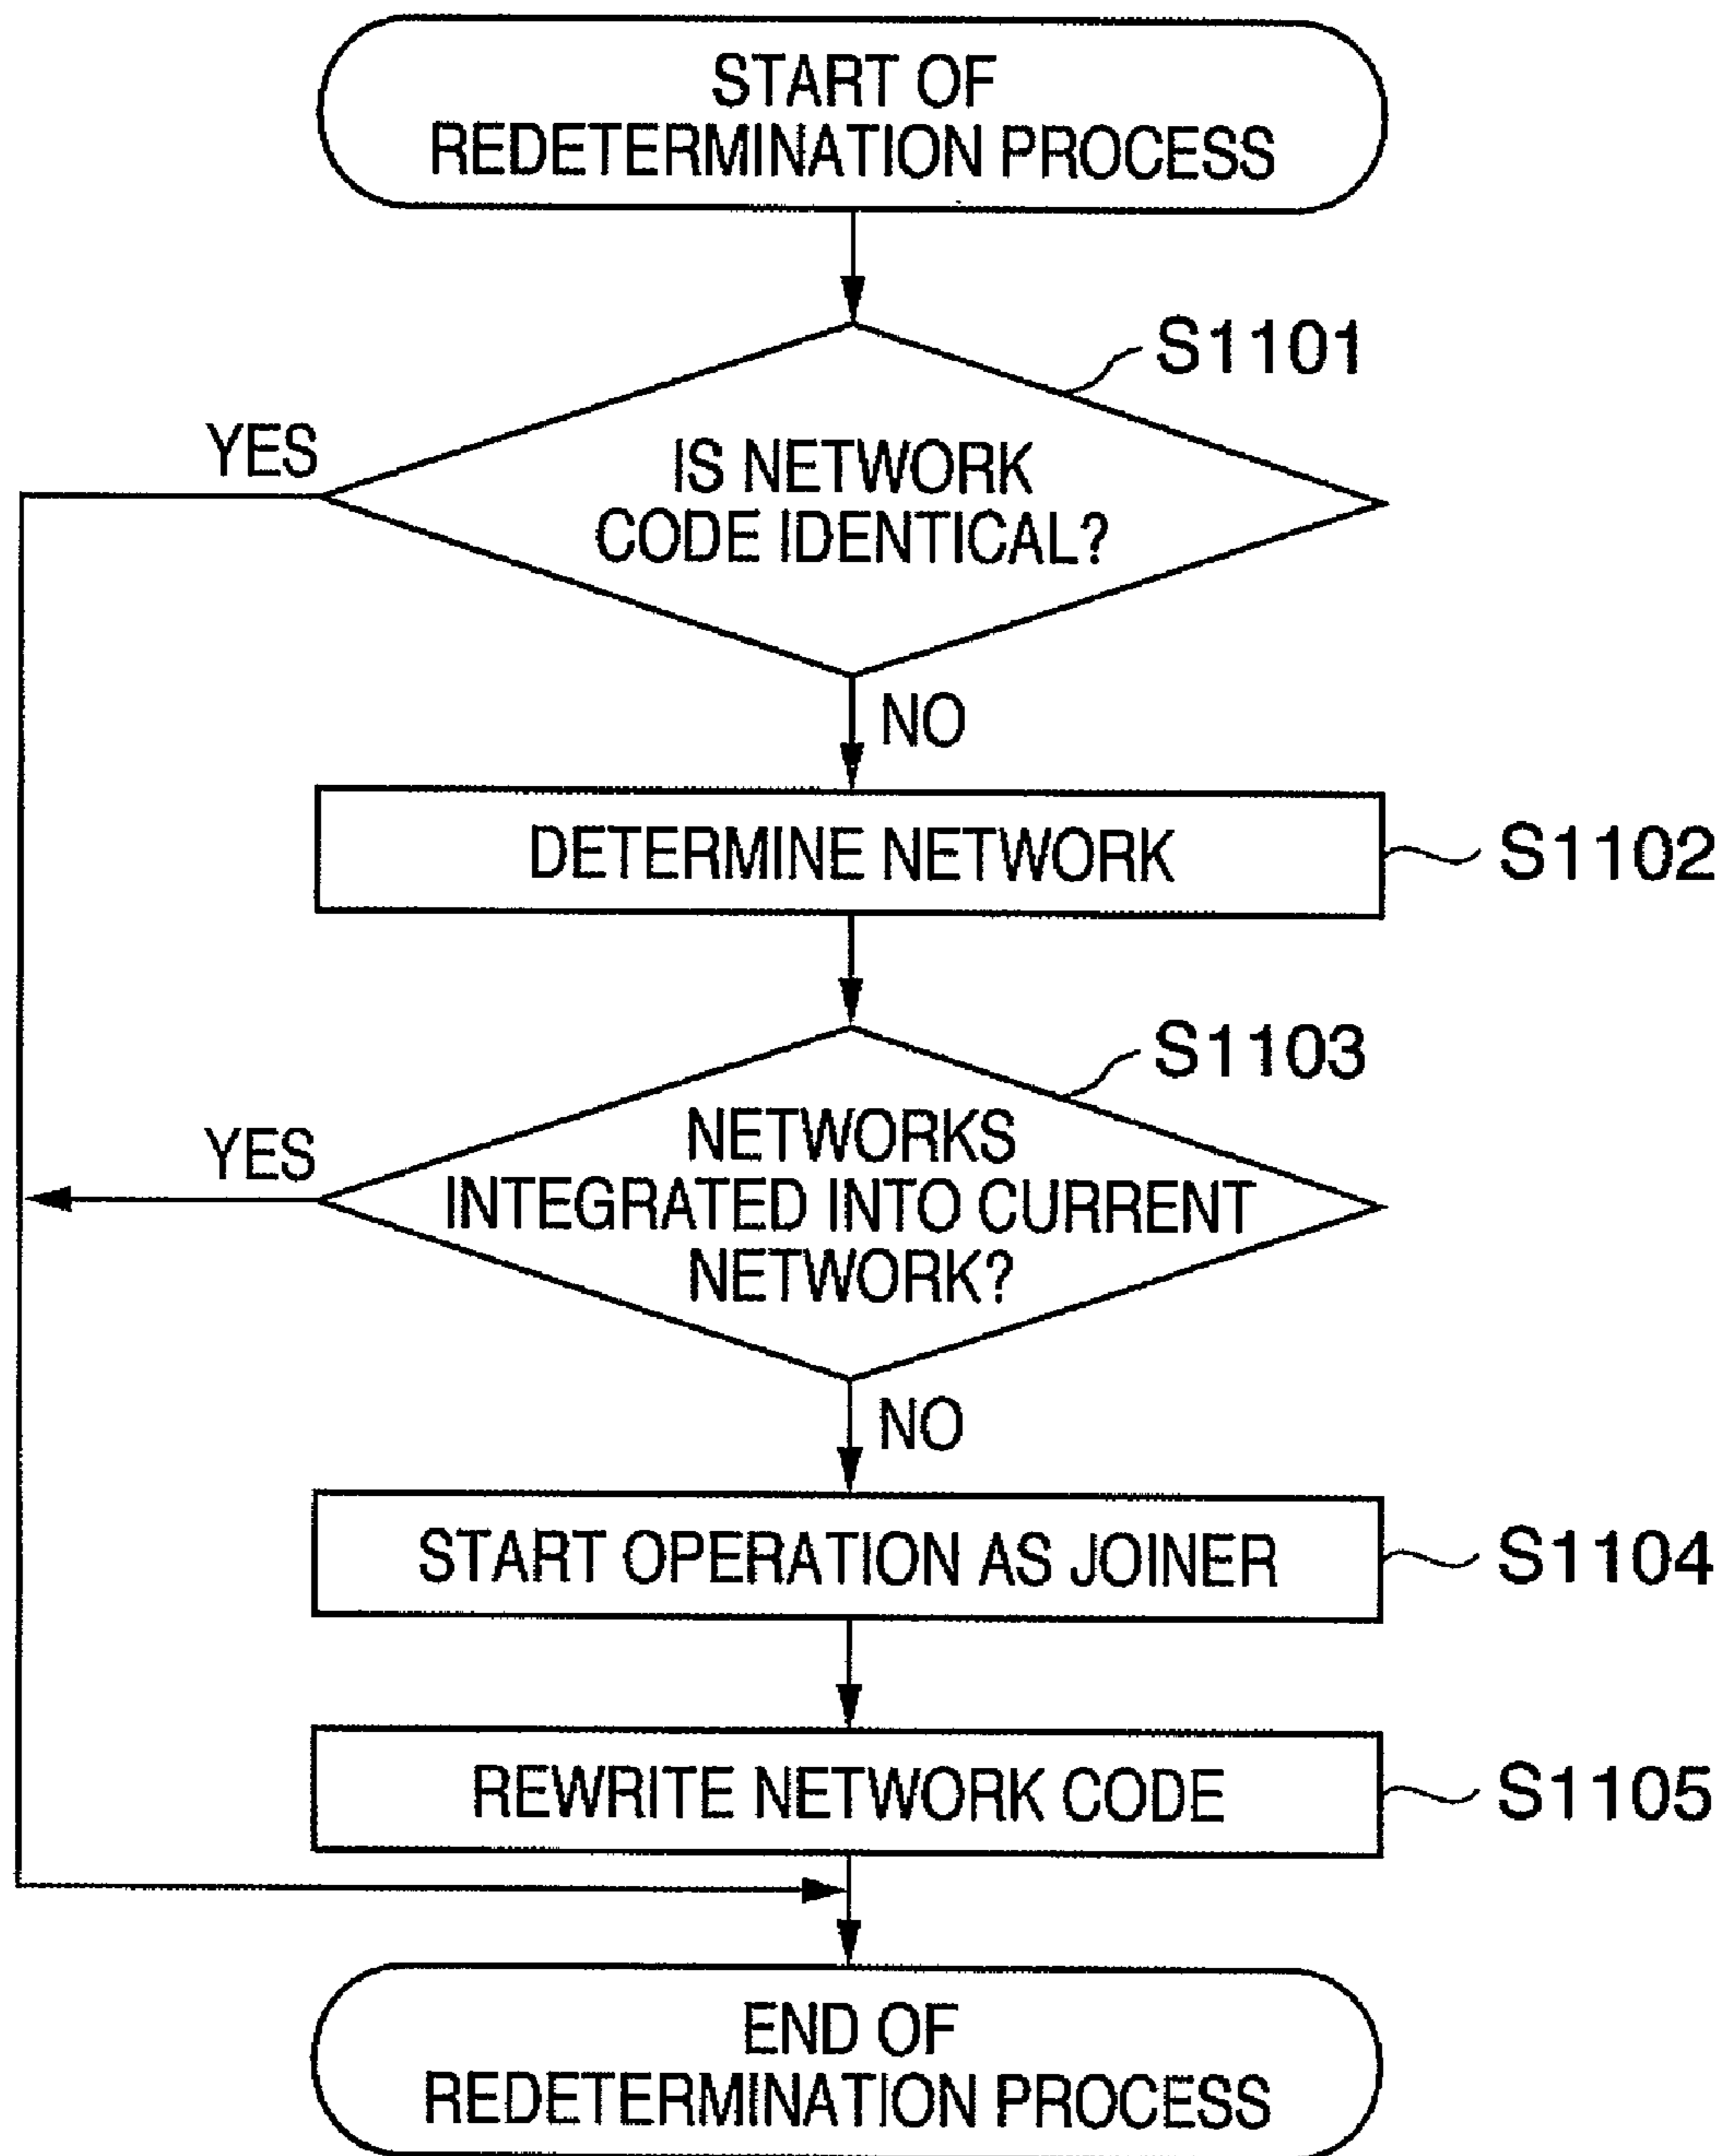 START OF
REDETERMINATION PROCESS
S1101
YES
IS NETWORK
CODE IDENTICAL?
NO
DETERMINE NETWORK
S1102
S1103
YES
NETWORKS
INTEGRATED INTO CURRENT
NETWORK?
NO
START OPERATION AS JOINER
S1104
REWRITE NETWORK CODE
S1105
END OF
REDETERMINATION PROCESS